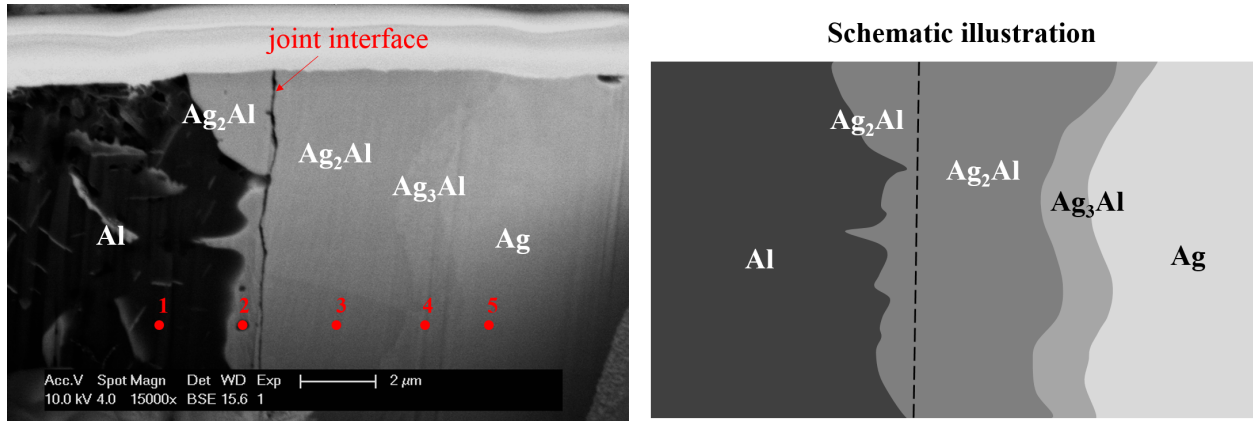 joint interface
Ag₂Al
Ag₂Al
Ag₃Al
Al
Ag
1
2
3
4
5
Acc.V Spot Magn Det WD Exp
10.0 kV 4.0 15000x BSE 15.6 1
2 μm
Schematic illustration
Ag₂Al
Ag₂Al
Ag₃Al
Al
Ag